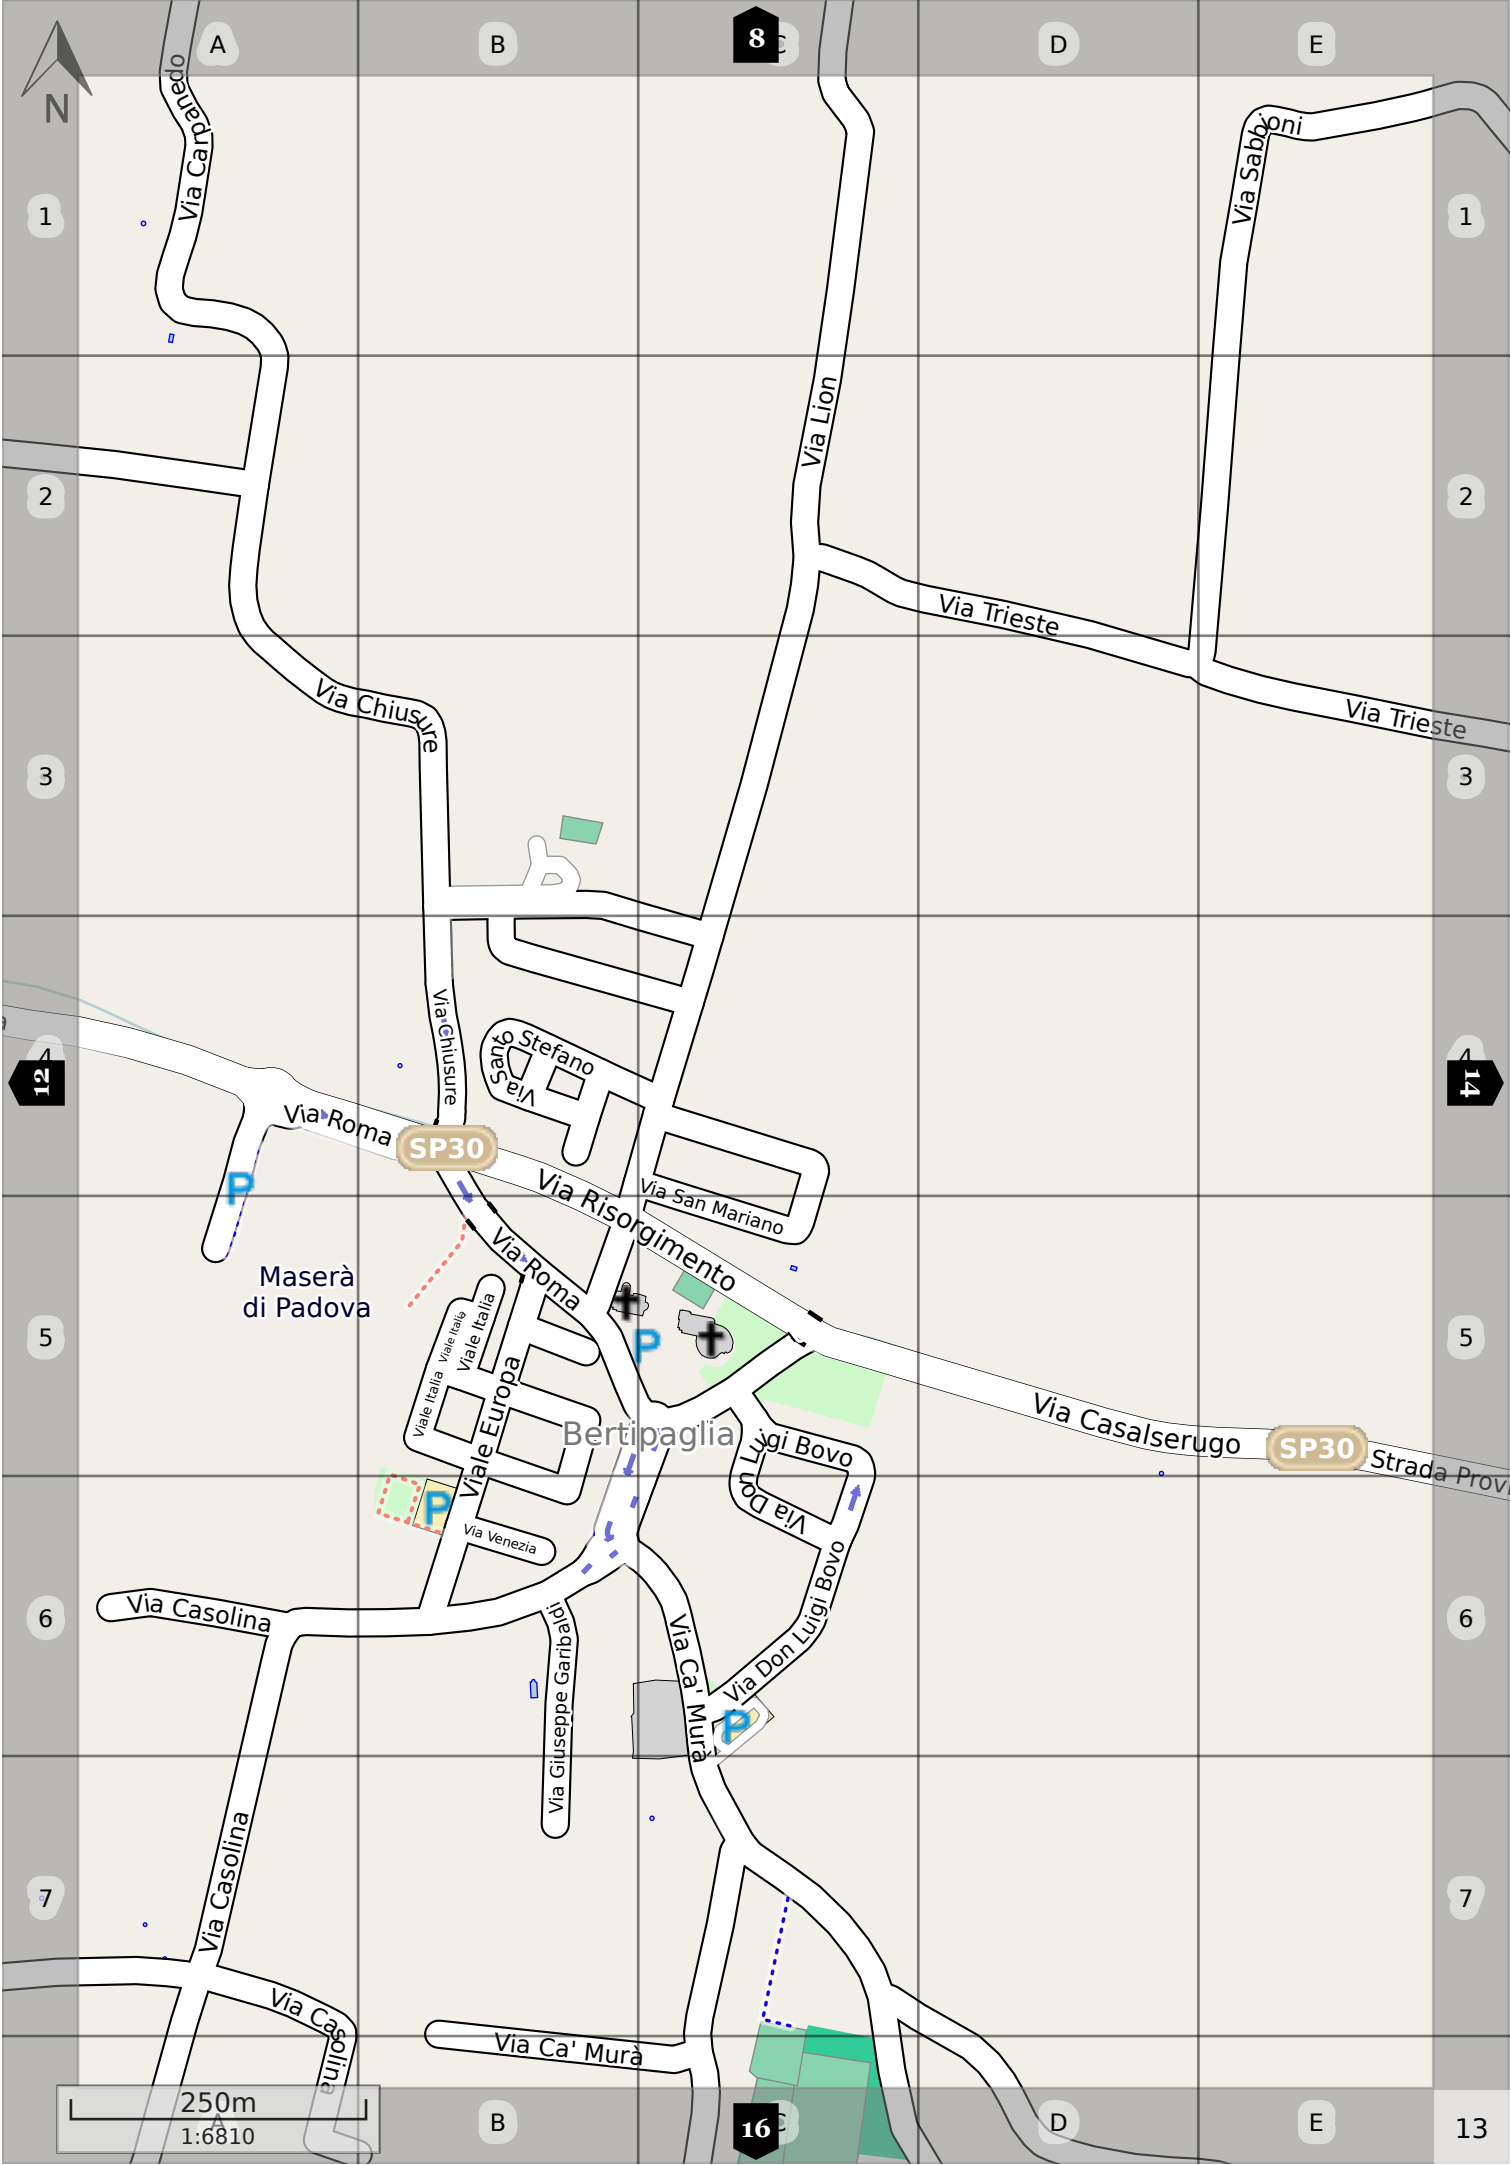 A
B
8
C
D
E
N
Via Carpanedo
Via Sabbioni
1
1
Via Lion
2
2
Via Trieste
Via Chiusure
Via Trieste
3
3
Via Chiusure
Via Santo Stefano
Via
4
4
12
14
a
Via Roma
SP30
P
Via Risorgimento
Via San Mariano
Via Roma
Maserà
di Padova
Viale Italia
Viale Italia
Viale Italia
P
5
5
Viale Europa
Via Casalserugo
SP30
Strada Provi
Bertipaglia
Via Don Luigi Bovo
Via Don Luigi Bovo
P
Via Venezia
Via Casolina
6
6
Via Giuseppe Garibaldi
Via Ca' Murà
P
Via Casolina
7
7
Via Casolina
Via Ca' Murà
250m
1:6810
A
B
16
C
D
E
13